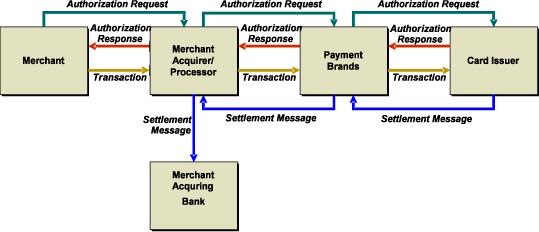 Authorization Request
Authorization Request
Authorization Request
Merchant
Authorization
Response
Transaction
Merchant
Acquirer/
Processor
Authorization
Response
Transaction
Payment
Brands
Authorization
Response
Transaction
Card Issuer
Settlement
Message
Settlement Message
Settlement Message
Merchant
Acquring
Bank